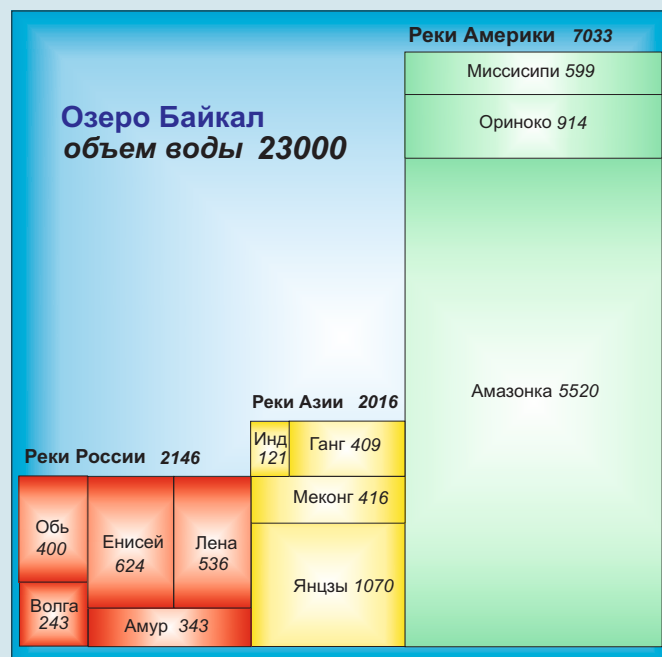 Реки Америки 7033
Миссисипи 599
Озеро Байкал
объем воды 23000
Ориноко 914
Амазонка 5520
Реки Азии 2016
Инд
121
Ганг 409
Реки России 2146
Меконг 416
Обь
400
Енисей
624
Лена
536
Янцзы 1070
Волга
243
Амур 343